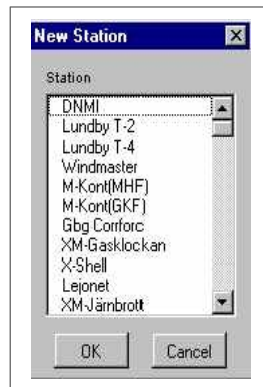 New Station
Station
DNMI
Lundby T-2
Lundby T-4
Windmaster
M-Kont(MHF)
M-Kont(GKF)
Gbg Corrforc
XM-Gasklockan
X-Shell
Lejonet
XM-Järnbrott
OK
Cancel